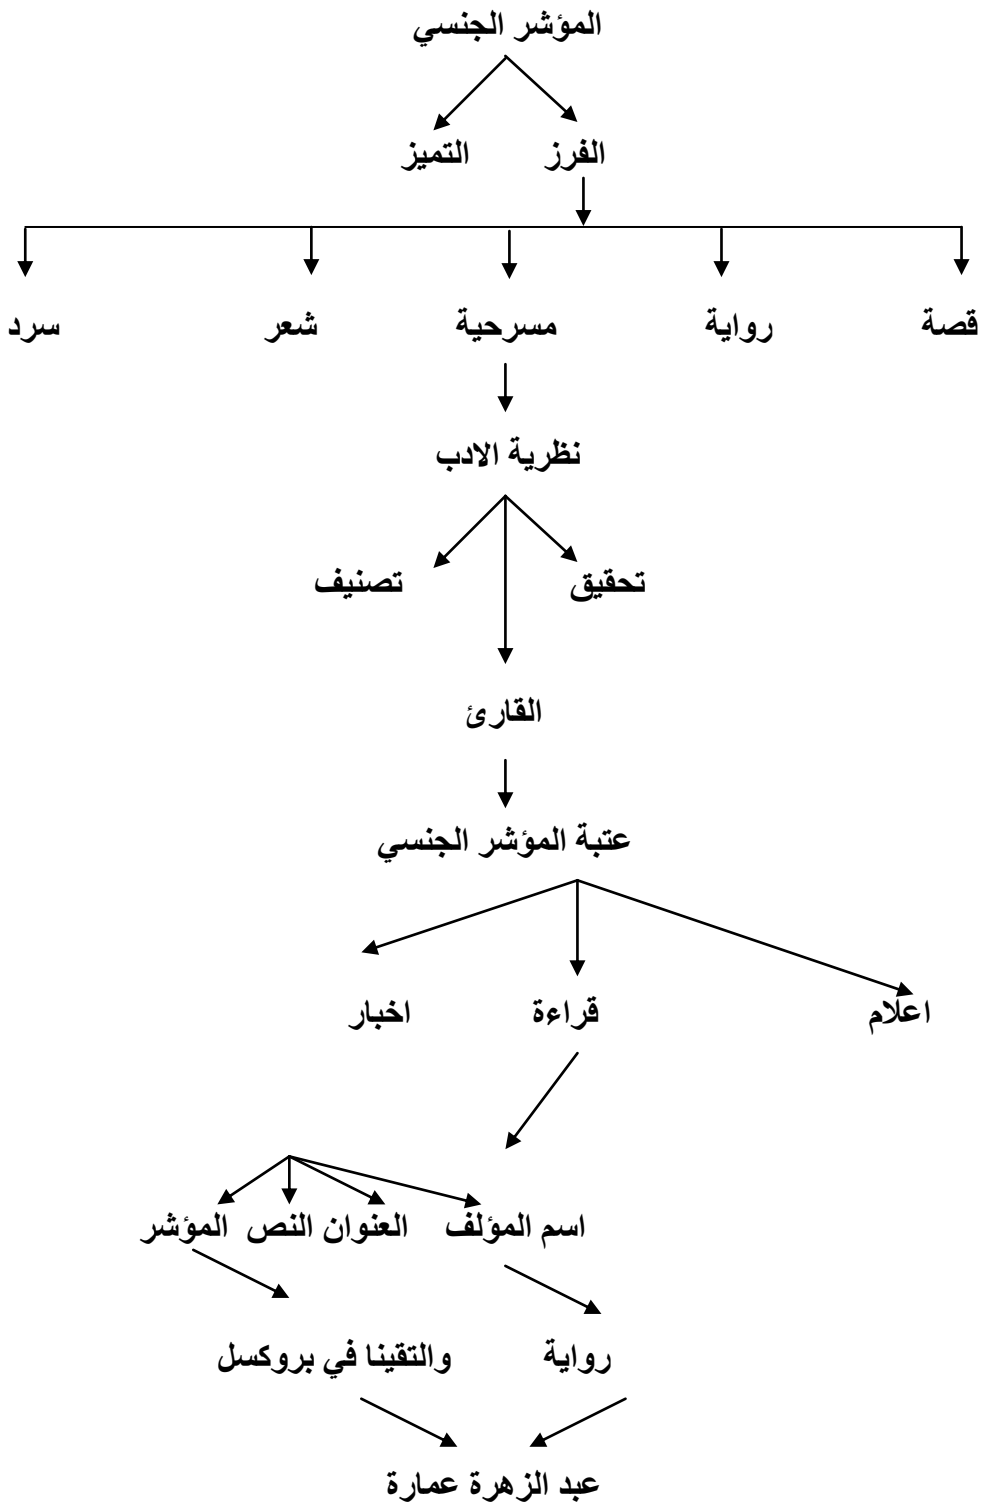 المؤشر الجنسي
الفرز التميز
قصة رواية مسرحية شعر سرد
نظرية الادب
تحقيق تصنيف
القارئ
عتبة المؤشر الجنسي
اعلام قراءة اخبار
اسم المؤلف العنوان النص المؤشر
رواية والتقينا في بروكسل
عبد الزهرة عمارة